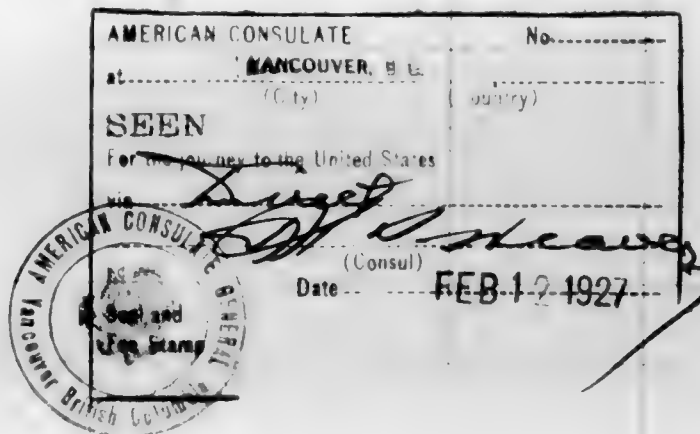 AMERICAN CONSULATE No
at VANCOUVER, B.C.
(City) (Country)
SEEN
For the journey to the United States
via Direct
(Consul)
Date FEB 12 1927
AMERICAN CONSULATE GENERAL
Vancouver British Columbia
Seal and
Fee Stamp